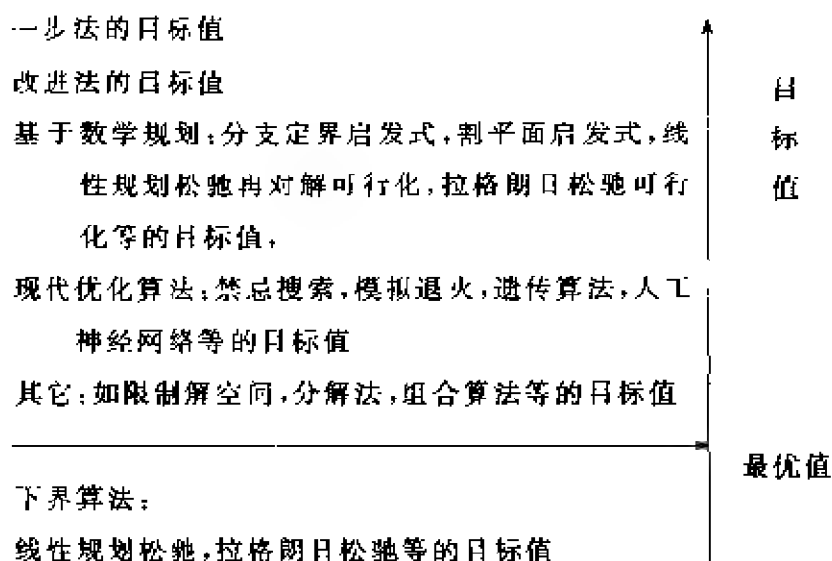 一步法的目标值
改进法的目标值
基于数学规划：分支定界启发式，割平面启发式，线
性规划松驰再对解可行化，拉格朗日松驰可行
化等的目标值，
现代优化算法：禁忌搜索，模拟退火，遗传算法，人工
神经网络等的目标值
其它：如限制解空间，分解法，组合算法等的目标值
下界算法：
线性规划松驰，拉格朗日松驰等的目标值
目
标
值
最优值